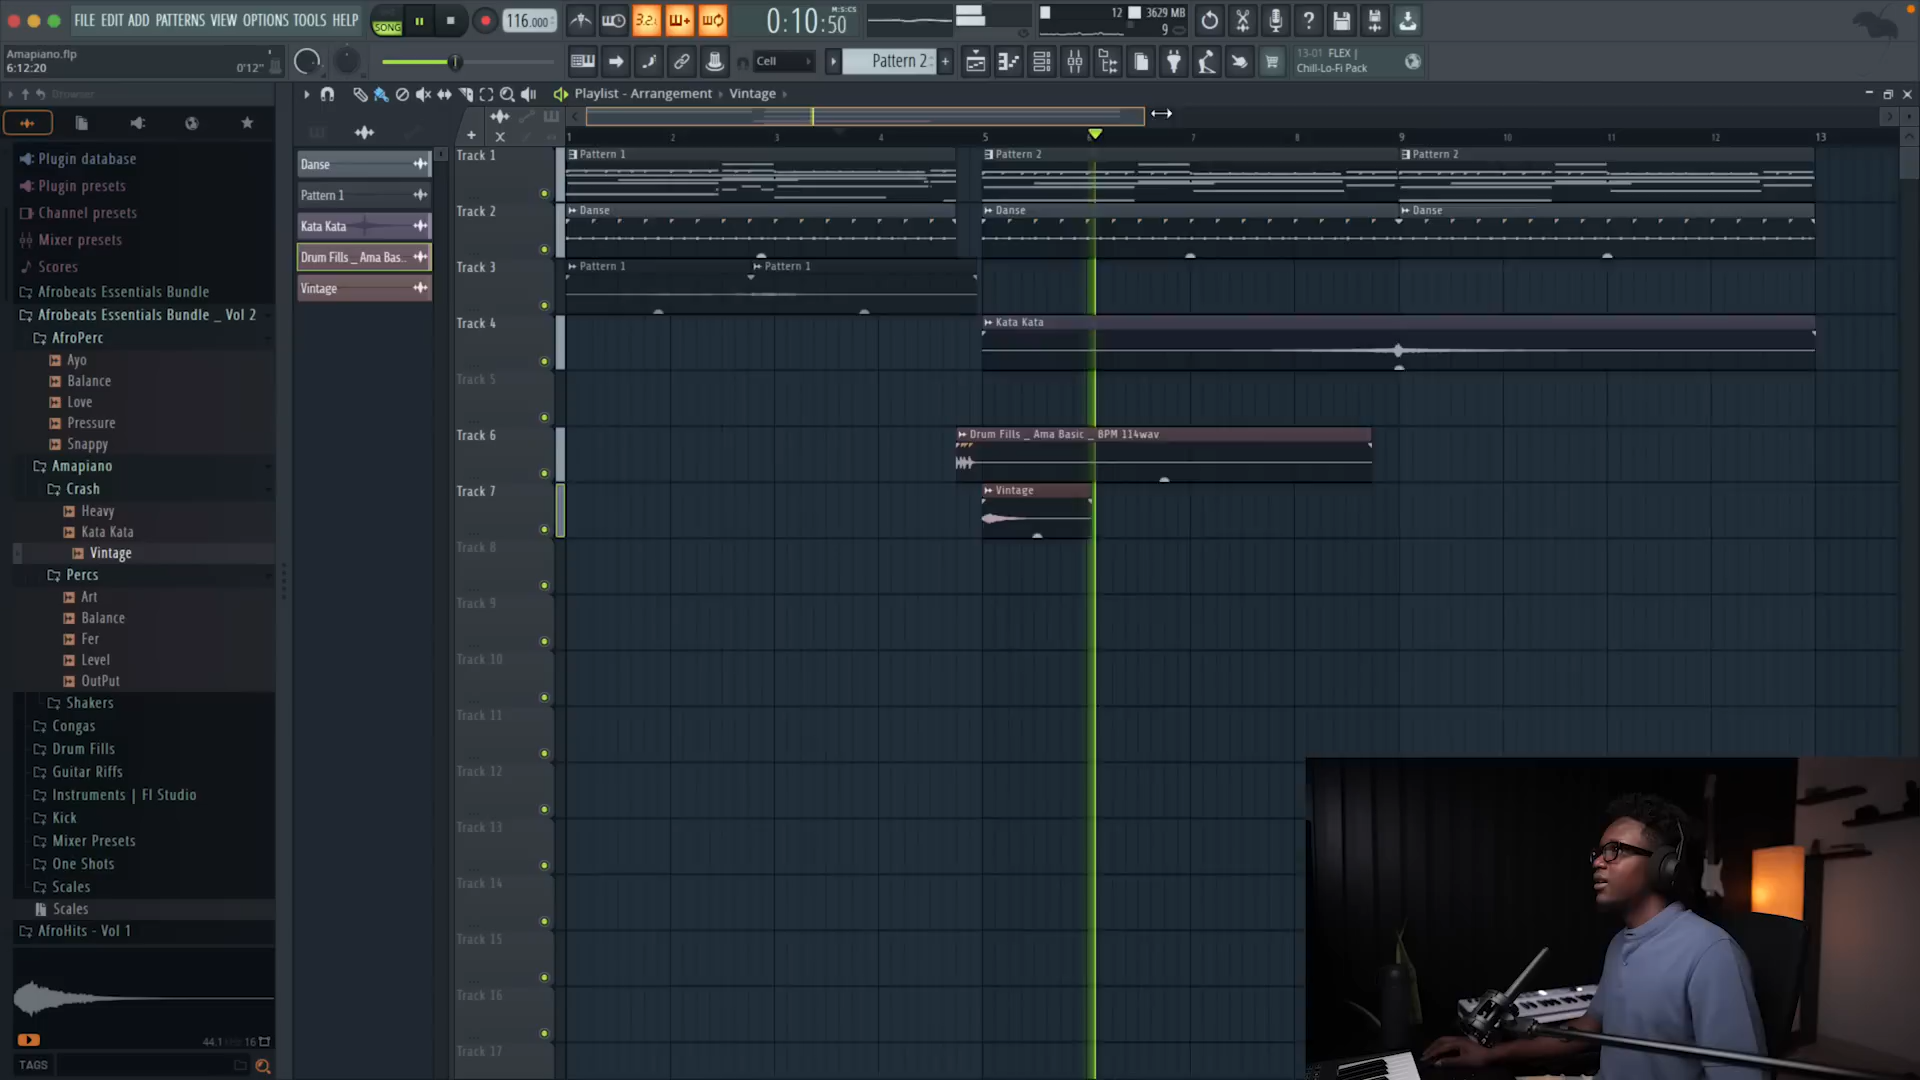 FILE EDIT ADD PATTERNS VIEW OPTIONS TOOLS HELP
SONG
116.000
3.2.
0:10:50
M:S:CS
12
3629 MB
9
Amapiano.flp
6:12:20
0'12"
Cell
Pattern 2
13-01 FLEX |
Chill-Lo-Fi Pack
Browser
Playlist - Arrangement › Vintage ›
1 2 3 4 5 7 8 9 10 11 12 13
Plugin database
Plugin presets
Channel presets
Mixer presets
Scores
Afrobeats Essentials Bundle
Afrobeats Essentials Bundle _ Vol 2
AfroPerc
Ayo
Balance
Love
Pressure
Snappy
Amapiano
Crash
Heavy
Kata Kata
Vintage
Percs
Art
Balance
Fer
Level
OutPut
Shakers
Congas
Drum Fills
Guitar Riffs
Instruments | Fl Studio
Kick
Mixer Presets
One Shots
Scales
Scales
AfroHits - Vol 1
44.1 kHz 16
TAGS
Danse
Pattern 1
Kata Kata
Drum Fills _ Ama Bas..
Vintage
Track 1
Pattern 1
Pattern 2
Pattern 2
Track 2
Danse
Danse
Danse
Track 3
Pattern 1
Pattern 1
Track 4
Kata Kata
Track 5
Track 6
Drum Fills _ Ama Basic _ BPM 114wav
Track 7
Vintage
Track 8
Track 9
Track 10
Track 11
Track 12
Track 13
Track 14
Track 15
Track 16
Track 17